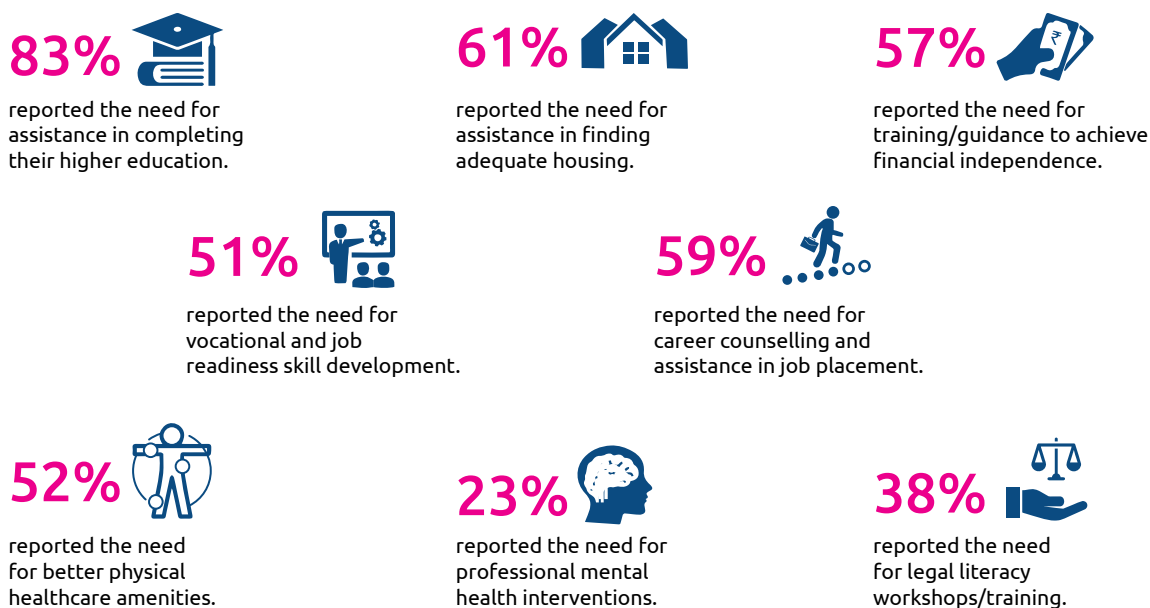 83%
reported the need for
assistance in completing
their higher education.
61%
reported the need for
assistance in finding
adequate housing.
₹
57%
reported the need for
training/guidance to achieve
financial independence.
51%
reported the need for
vocational and job
readiness skill development.
59%
reported the need for
career counselling and
assistance in job placement.
52%
reported the need
for better physical
healthcare amenities.
23%
reported the need for
professional mental
health interventions.
38%
reported the need
for legal literacy
workshops/training.